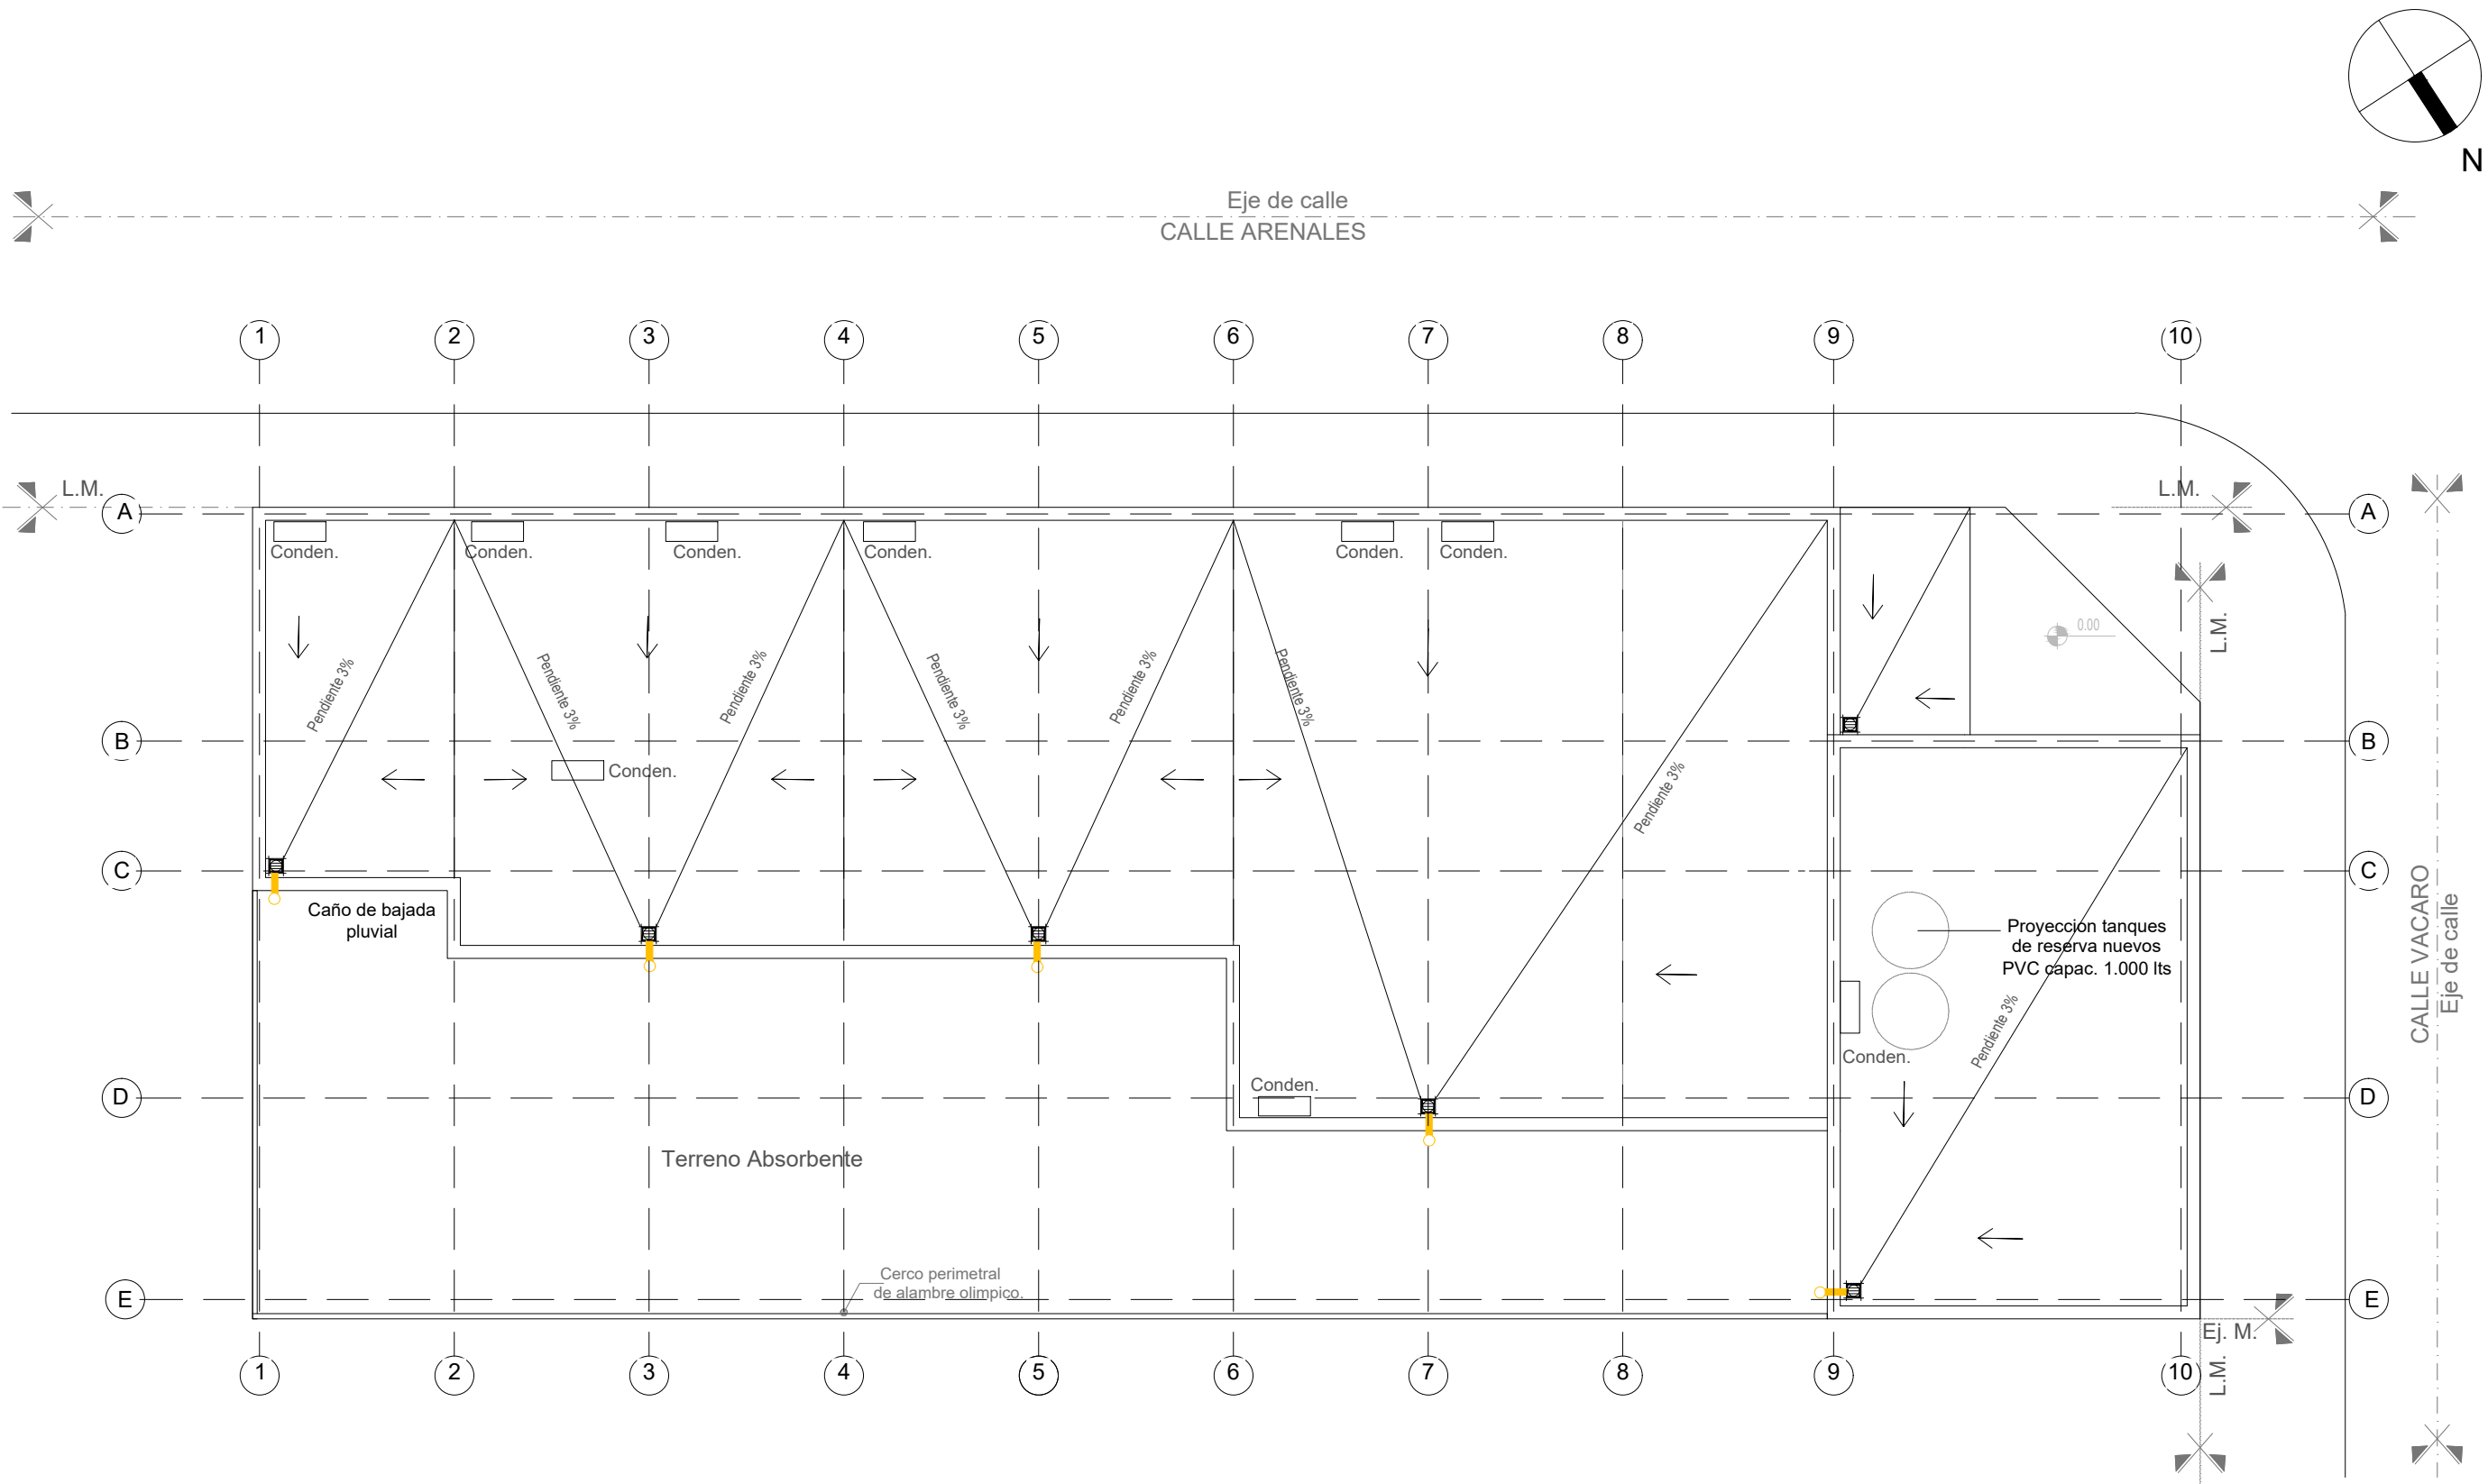 N
Eje de calle
CALLE ARENALES
1 2 3 4 5 6 7 8 9 10
L.M. L.M.
A A
Conden. Conden. Conden. Conden. Conden. Conden.
0.00
L.M.
Pendiente 3% Pendiente 3% Pendiente 3% Pendiente 3% Pendiente 3% Pendiente 3%
B B
Conden.
Pendiente 3%
C C
Caño de bajada
pluvial
Proyección tanques
de reserva nuevos
PVC capac. 1.000 lts
CALLE VACARO
Eje de calle
Pendiente 3%
Conden.
Conden.
D D
Terreno Absorbente
Cerco perimetral
de alambre olimpico.
E E
Ej. M.
L.M.
1 2 3 4 5 6 7 8 9 10